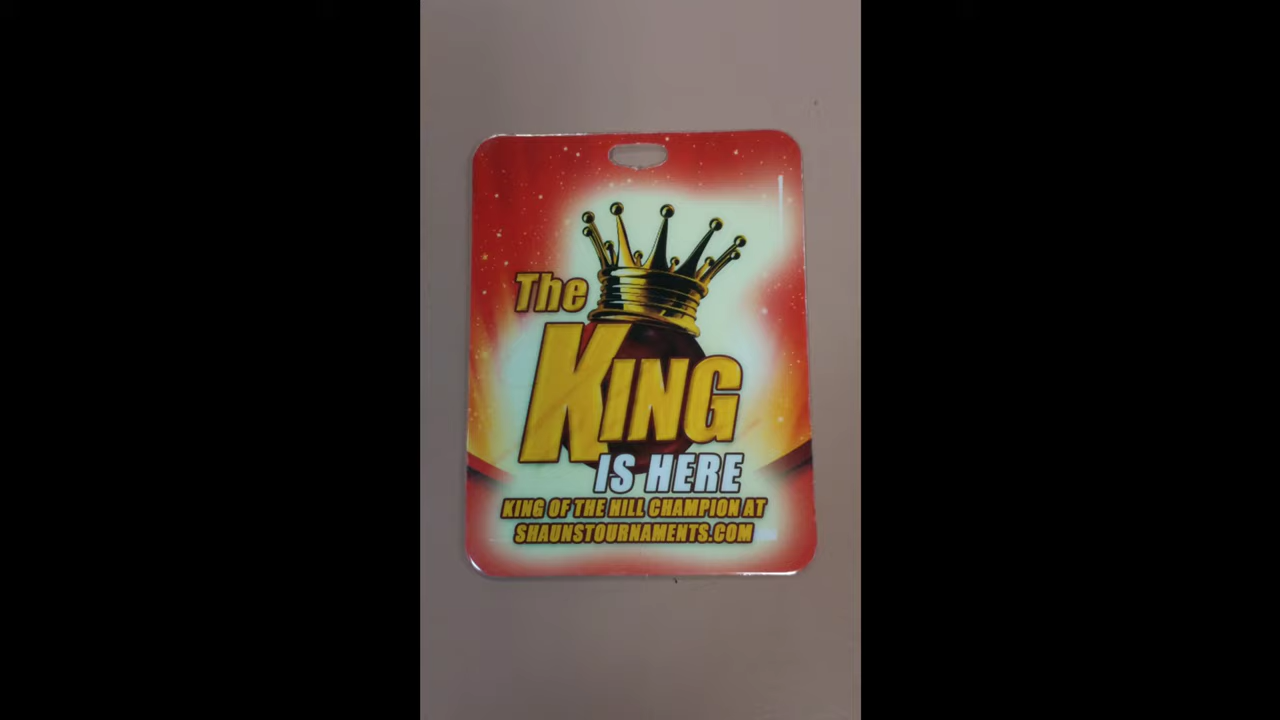 The
KING
IS HERE
KING OF THE HILL CHAMPION AT
SHAUNSTOURNAMENTS.COM